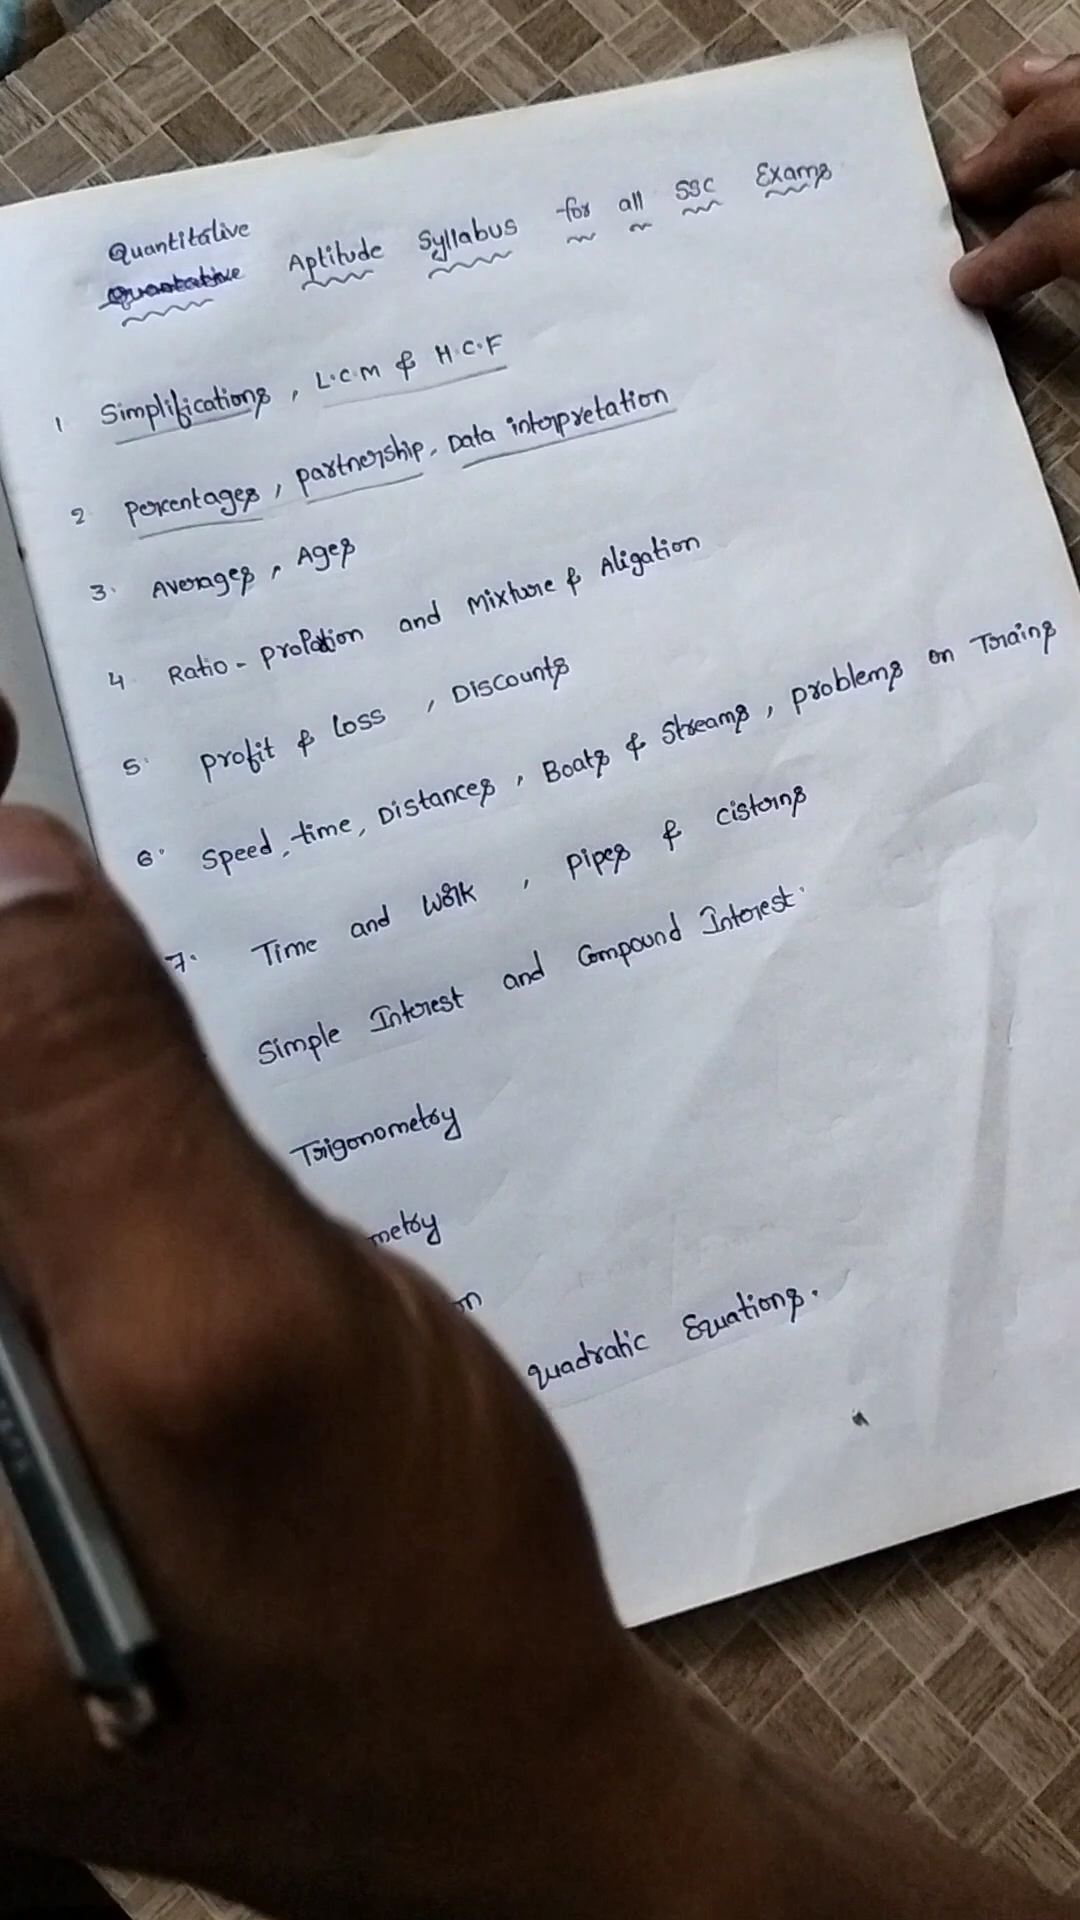 Quantitative
Aptitude Syllabus for all SSC Exams
1 Simplifications, L.C.M & H.C.F
2 Percentages, partnership, Data interpretation
3. Averages, Ages
4 Ratio - and Mixture & Aligation
5. Profit & Loss, Discounts
6. Speed, time, Distances, Boats & Streams, problems on Trains
7. Time and Work, Pipes & cisterns
Simple Interest and Compound Interest.
Trigonometry
metry
on
quadratic Equations.